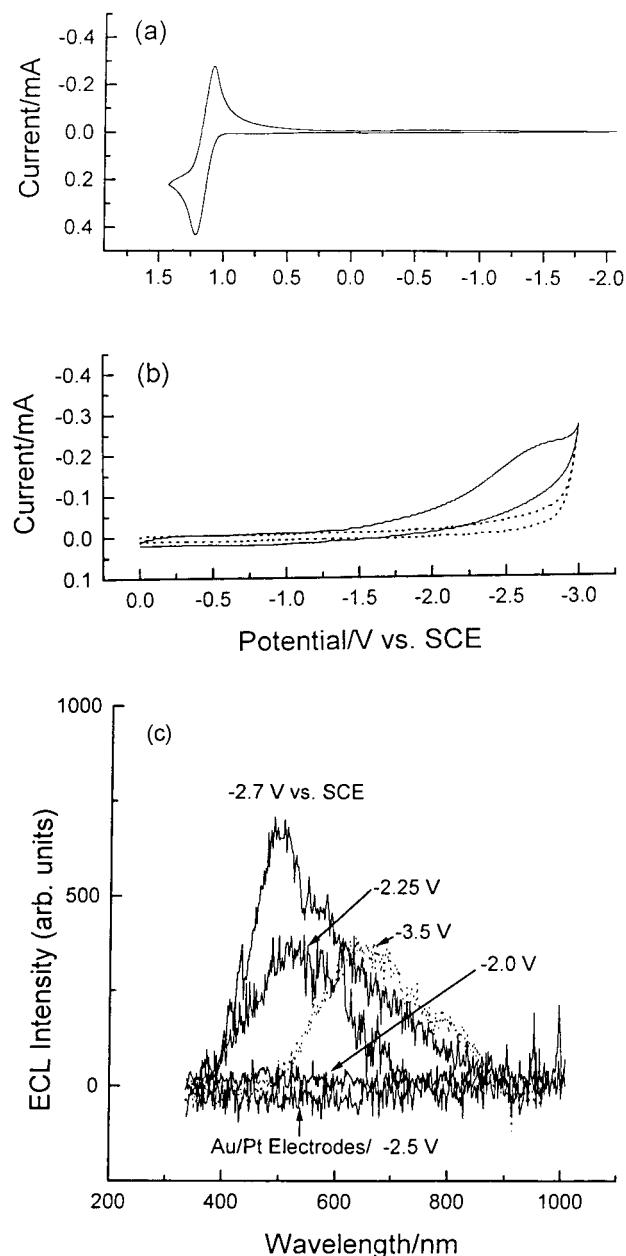 (a)
Current/mA
-0.4
-0.2
0.0
0.2
0.4
1.5 1.0 0.5 0.0 -0.5 -1.0 -1.5 -2.0
(b)
Current/mA
-0.4
-0.3
-0.2
-0.1
0.0
0.1
0.0 -0.5 -1.0 -1.5 -2.0 -2.5 -3.0
Potential/V vs. SCE
(c)
ECL Intensity (arb. units)
1000
500
0
-2.7 V vs. SCE
-2.25 V
-3.5 V
-2.0 V
Au/Pt Electrodes/ -2.5 V
200 400 600 800 1000
Wavelength/nm